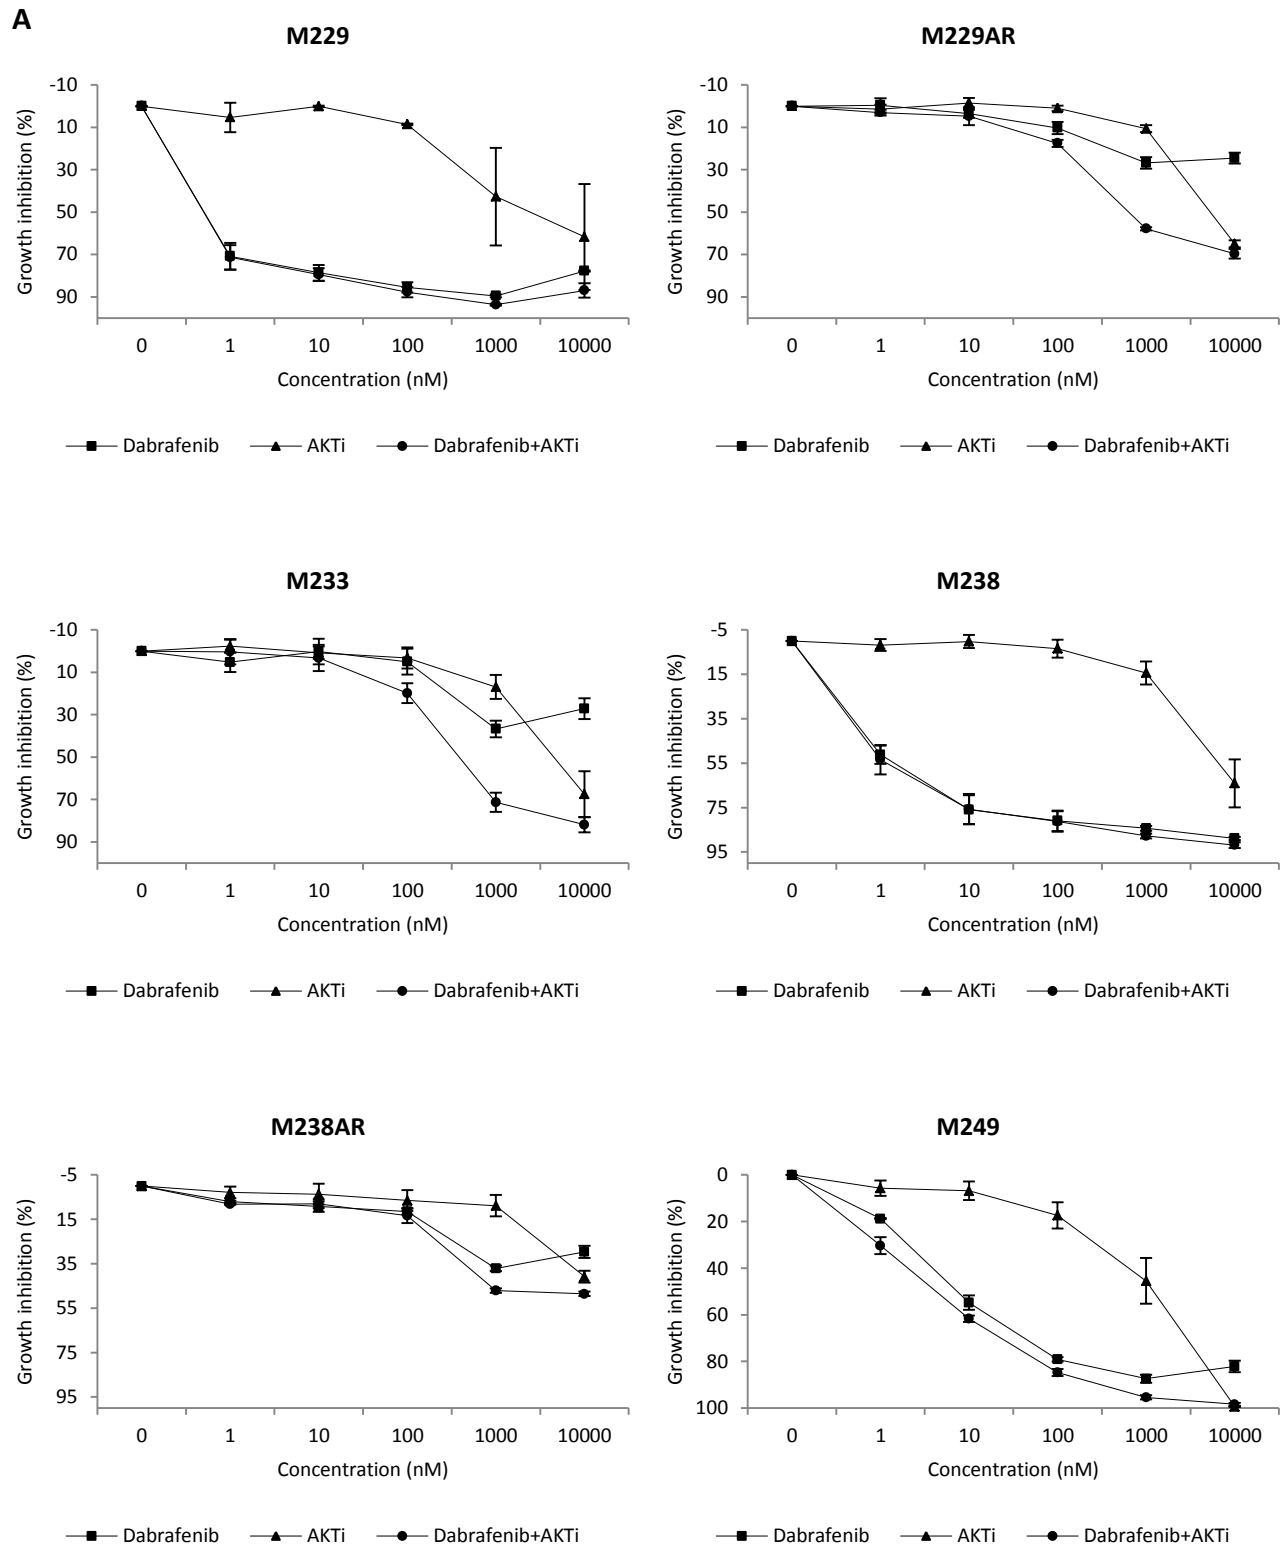 A
M229
Growth inhibition (%)
-10
10
30
50
70
90
0 1 10 100 1000 10000
Concentration (nM)
Dabrafenib AKTi Dabrafenib+AKTi
M229AR
Growth inhibition (%)
-10
10
30
50
70
90
0 1 10 100 1000 10000
Concentration (nM)
Dabrafenib AKTi Dabrafenib+AKTi
M233
Growth inhibition (%)
-10
10
30
50
70
90
0 1 10 100 1000 10000
Concentration (nM)
Dabrafenib AKTi Dabrafenib+AKTi
M238
Growth inhibition (%)
-5
15
35
55
75
95
0 1 10 100 1000 10000
Concentration (nM)
Dabrafenib AKTi Dabrafenib+AKTi
M238AR
Growth inhibition (%)
-5
15
35
55
75
95
0 1 10 100 1000 10000
Concentration (nM)
Dabrafenib AKTi Dabrafenib+AKTi
M249
Growth inhibition (%)
0
20
40
60
80
100
0 1 10 100 1000 10000
Concentration (nM)
Dabrafenib AKTi Dabrafenib+AKTi